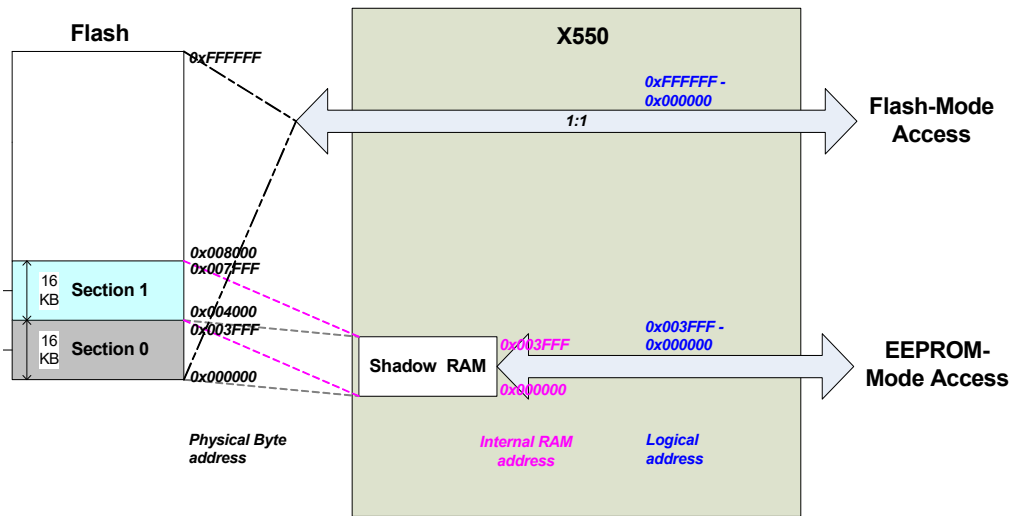 Flash
X550
0xFFFFFF
0xFFFFFF -
0x000000
1:1
Flash-Mode
Access
0x008000
0x007FFF
16
KB
Section 1
0x004000
0x003FFF
16
KB
Section 0
0x000000
Shadow RAM
0x003FFF
0x000000
0x003FFF -
0x000000
EEPROM-
Mode Access
Physical Byte
address
Internal RAM
address
Logical
address